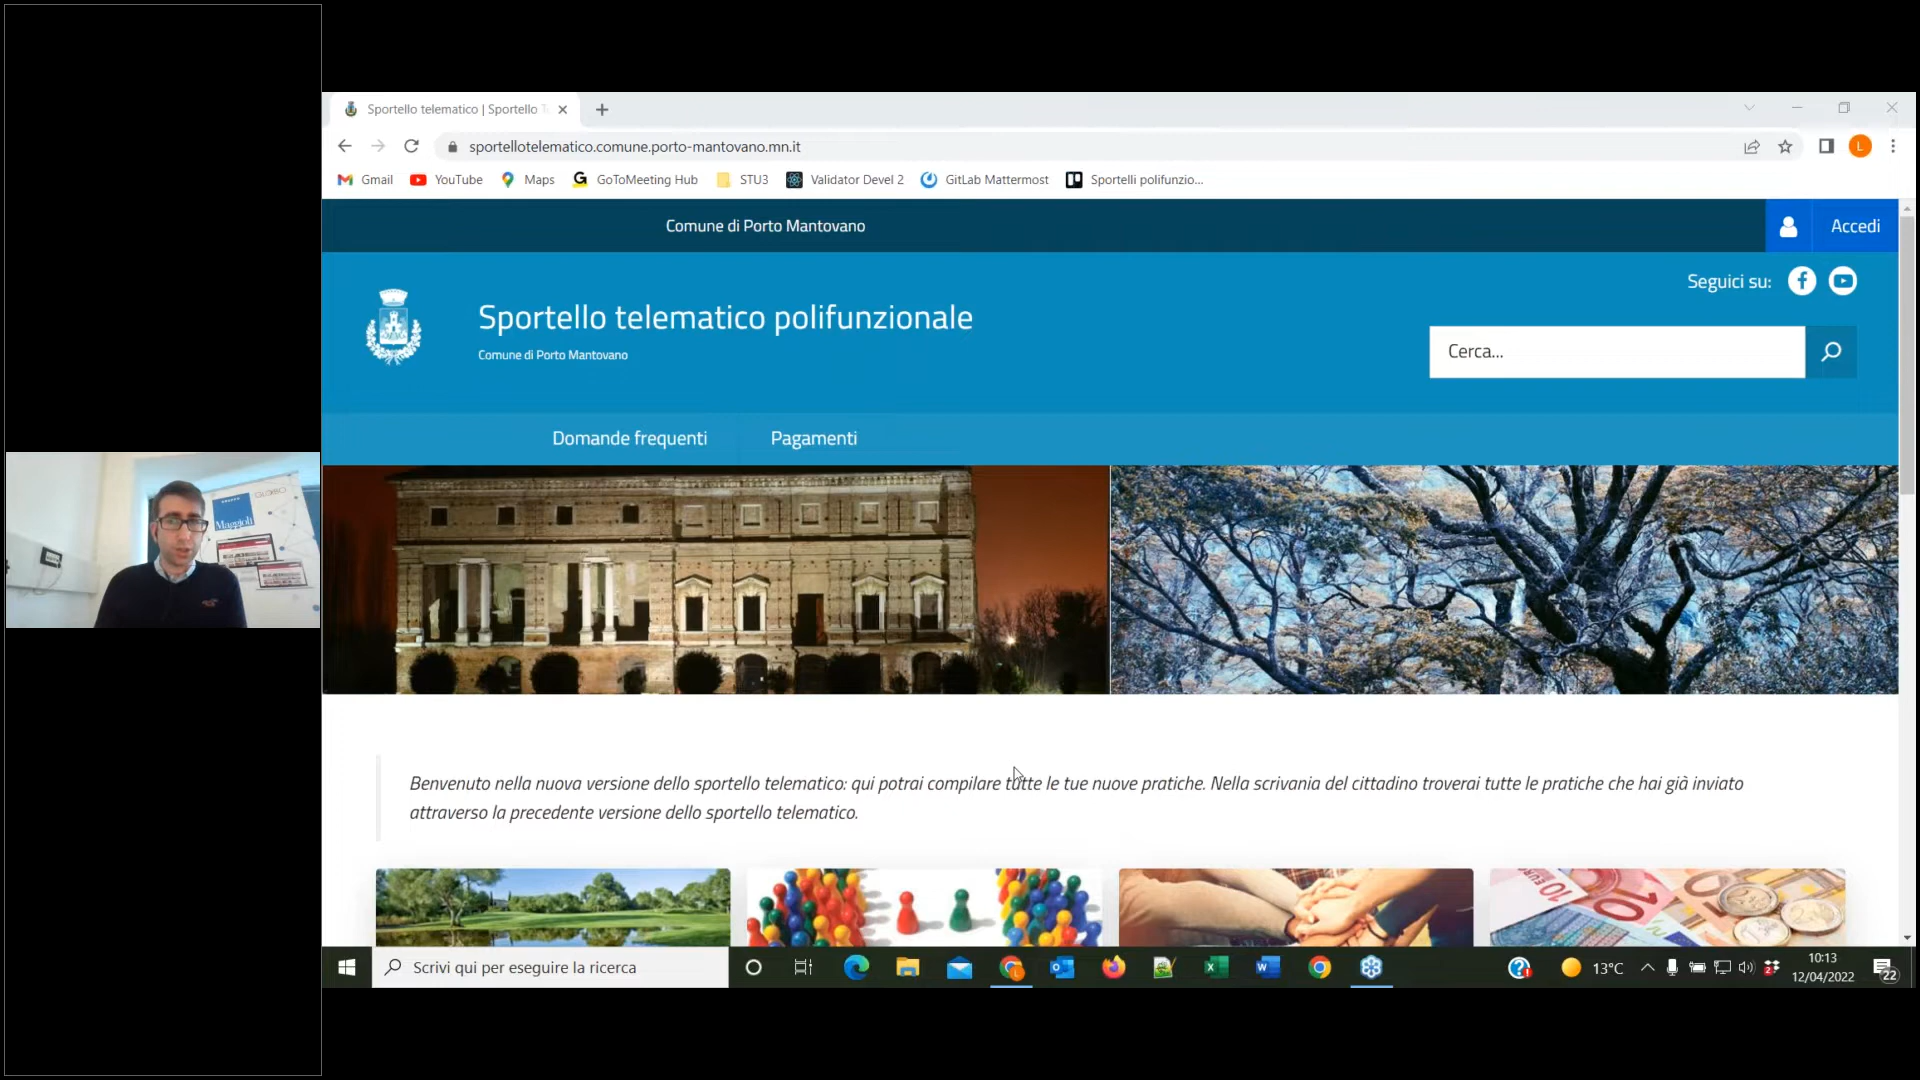 Sportello telematico | Sportello T
sportellotelematico.comune.porto-mantovano.mn.it
Gmail
YouTube
Maps
GoToMeeting Hub
STU3
Validator Devel 2
GitLab Mattermost
Sportelli polifunzio...
Comune di Porto Mantovano
Accedi
Seguici su:
Sportello telematico polifunzionale
Comune di Porto Mantovano
Cerca...
Domande frequenti
Pagamenti
Maggioli
GLOBO
Benvenuto nella nuova versione dello sportello telematico: qui potrai compilare tutte le tue nuove pratiche. Nella scrivania del cittadino troverai tutte le pratiche che hai già inviato
attraverso la precedente versione dello sportello telematico.
Scrivi qui per eseguire la ricerca
13°C
10:13
12/04/2022
22